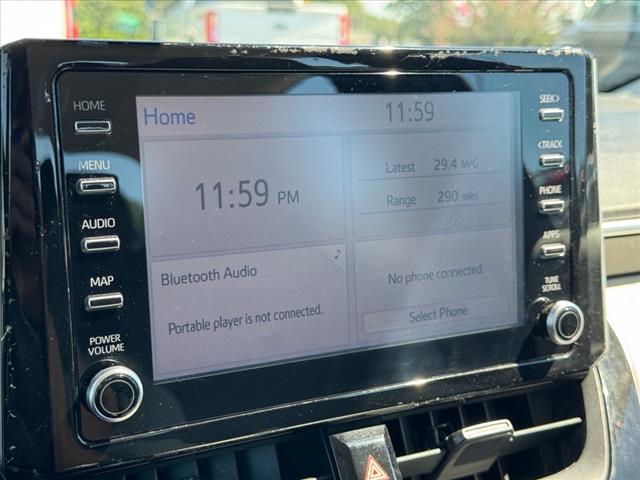 HOME
MENU
AUDIO
MAP
POWER
VOLUME
Home 11:59
11:59 PM
Latest 29.4 M/G
Range 290 miles
Bluetooth Audio
Portable player is not connected.
No phone connected.
Select Phone
SEEK>
<TRACK
PHONE
APPS
TUNE
SCROLL